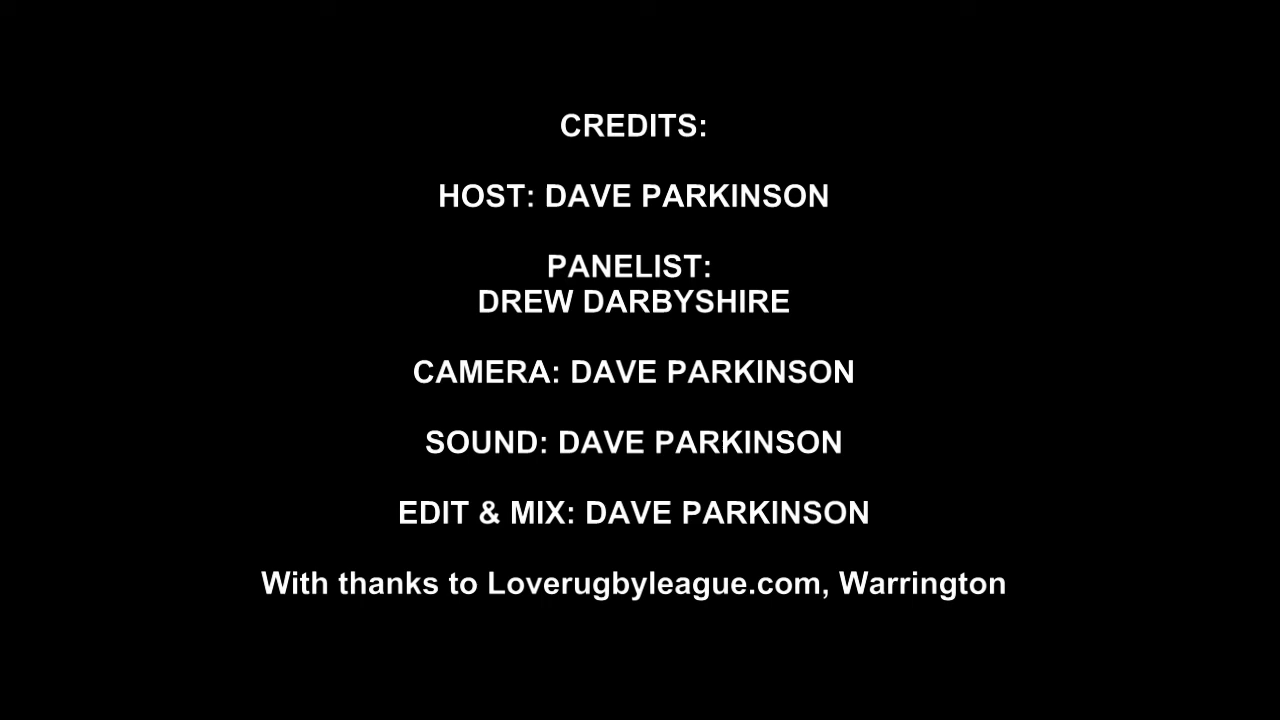 CREDITS:
HOST: DAVE PARKINSON
PANELIST:
DREW DARBYSHIRE
CAMERA: DAVE PARKINSON
SOUND: DAVE PARKINSON
EDIT & MIX: DAVE PARKINSON
With thanks to Loverugbyleague.com, Warrington